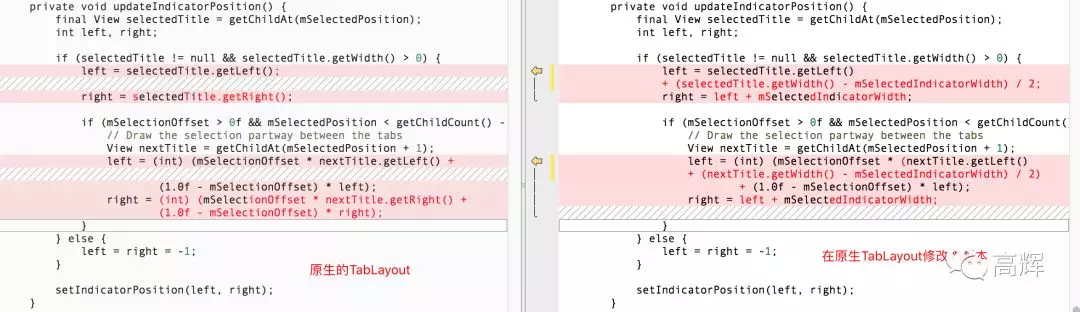 private void updateIndicatorPosition() {
final View selectedTitle = getChildAt(mSelectedPosition);
int left, right;
if (selectedTitle != null && selectedTitle.getWidth() > 0) {
left = selectedTitle.getLeft();
right = selectedTitle.getRight();
if (mSelectionOffset > 0f && mSelectedPosition < getChildCount() -
// Draw the selection partway between the tabs
View nextTitle = getChildAt(mSelectedPosition + 1);
left = (int) (mSelectionOffset * nextTitle.getLeft() +
(1.0f - mSelectionOffset) * left);
right = (int) (mSelectionOffset * nextTitle.getRight() +
(1.0f - mSelectionOffset) * right);
}
} else {
left = right = -1;
}
原生的TabLayout
setIndicatorPosition(left, right);
}
private void updateIndicatorPosition() {
final View selectedTitle = getChildAt(mSelectedPosition);
int left, right;
if (selectedTitle != null && selectedTitle.getWidth() > 0) {
left = selectedTitle.getLeft()
+ (selectedTitle.getWidth() - mSelectedIndicatorWidth) / 2;
right = left + mSelectedIndicatorWidth;
if (mSelectionOffset > 0f && mSelectedPosition < getChildCount(
// Draw the selection partway between the tabs
View nextTitle = getChildAt(mSelectedPosition + 1);
left = (int) (mSelectionOffset * (nextTitle.getLeft()
+ (nextTitle.getWidth() - mSelectedIndicatorWidth) / 2)
+ (1.0f - mSelectionOffset) * left);
right = left + mSelectedIndicatorWidth;
}
} else {
left = right = -1;
}
在原生TabLayout修改
高辉
setIndicatorPosition(left, right);
}